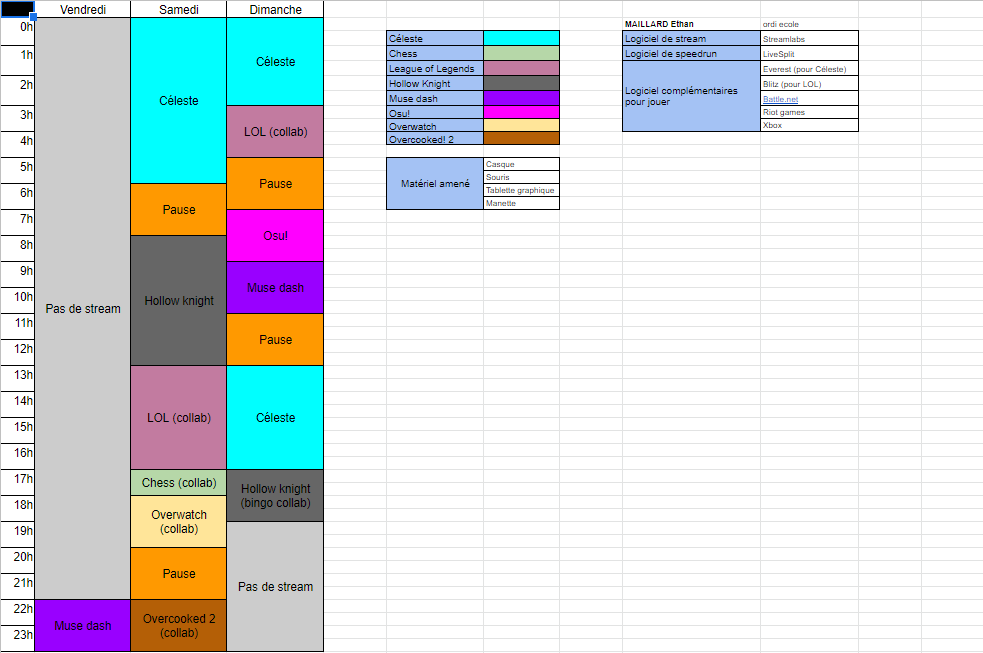 Vendredi Samedi Dimanche
0h
1h
2h
3h
4h
5h
6h
7h
8h
9h
10h
11h
12h
13h
14h
15h
16h
17h
18h
19h
20h
21h
22h
23h
Pas de stream
Muse dash
Céleste
Pause
Hollow knight
LOL (collab)
Chess (collab)
Overwatch
(collab)
Pause
Overcooked 2
(collab)
Céleste
LOL (collab)
Pause
Osu!
Muse dash
Pause
Céleste
Hollow knight
(bingo collab)
Pas de stream
Céleste
Chess
League of Legends
Hollow Knight
Muse dash
Osu!
Overwatch
Overcooked! 2
Matériel amené
Casque
Souris
Tablette graphique
Manette
MAILLARD Ethan ordi ecole
Logiciel de stream Streamlabs
Logiciel de speedrun LiveSplit
Logiciel complémentaires
pour jouer
Everest (pour Céleste)
Blitz (pour LOL)
Battle.net
Riot games
Xbox